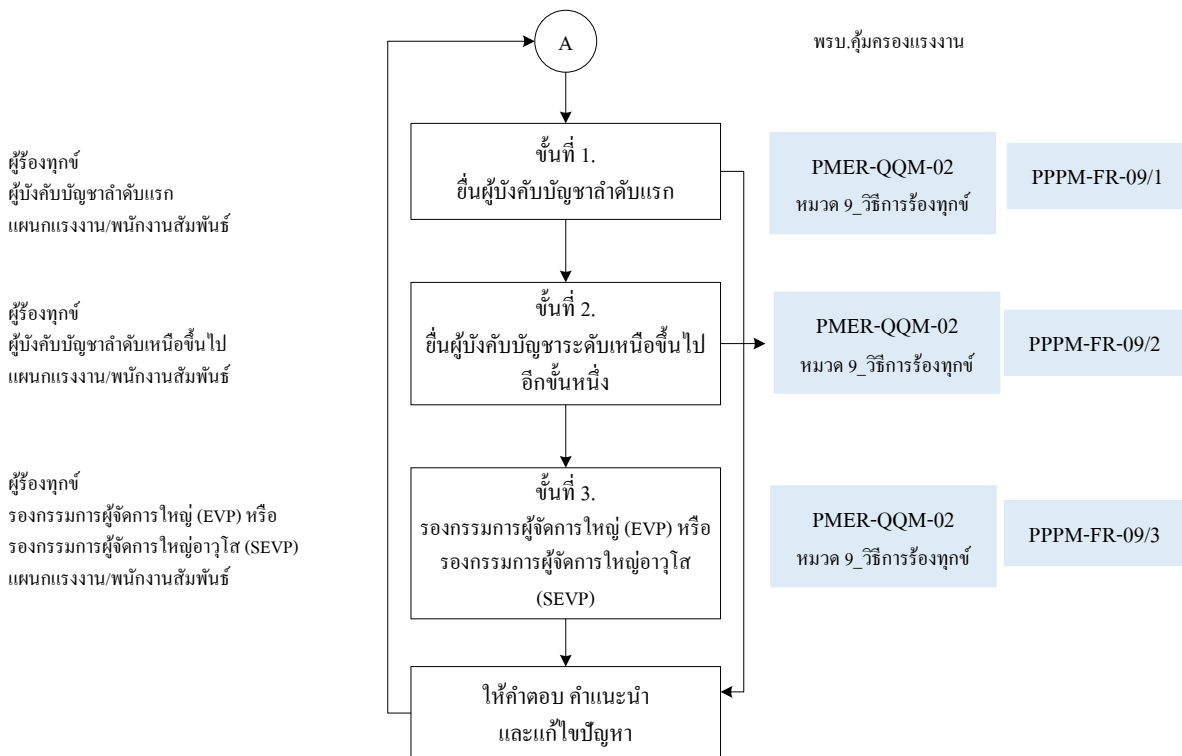 A
พรบ.คุ้มครองแรงงาน
ผู้ร้องทุกข์
ผู้บังคับบัญชาลำดับแรก
แผนกแรงงาน/พนักงานสัมพันธ์
ขั้นที่ 1.
ยื่นผู้บังคับบัญชาลำดับแรก
PMER-QQM-02
หมวด 9_วิธีการร้องทุกข์
PPPM-FR-09/1
ผู้ร้องทุกข์
ผู้บังคับบัญชาลำดับเหนือขึ้นไป
แผนกแรงงาน/พนักงานสัมพันธ์
ขั้นที่ 2.
ยื่นผู้บังคับบัญชาระดับเหนือขึ้นไป
อีกขั้นหนึ่ง
PMER-QQM-02
หมวด 9_วิธีการร้องทุกข์
PPPM-FR-09/2
ผู้ร้องทุกข์
รองกรรมการผู้จัดการใหญ่ (EVP) หรือ
รองกรรมการผู้จัดการใหญ่อาวุโส (SEVP)
แผนกแรงงาน/พนักงานสัมพันธ์
ขั้นที่ 3.
รองกรรมการผู้จัดการใหญ่ (EVP) หรือ
รองกรรมการผู้จัดการใหญ่อาวุโส
(SEVP)
PMER-QQM-02
หมวด 9_วิธีการร้องทุกข์
PPPM-FR-09/3
ให้คำตอบ คำแนะนำ
และแก้ไขปัญหา